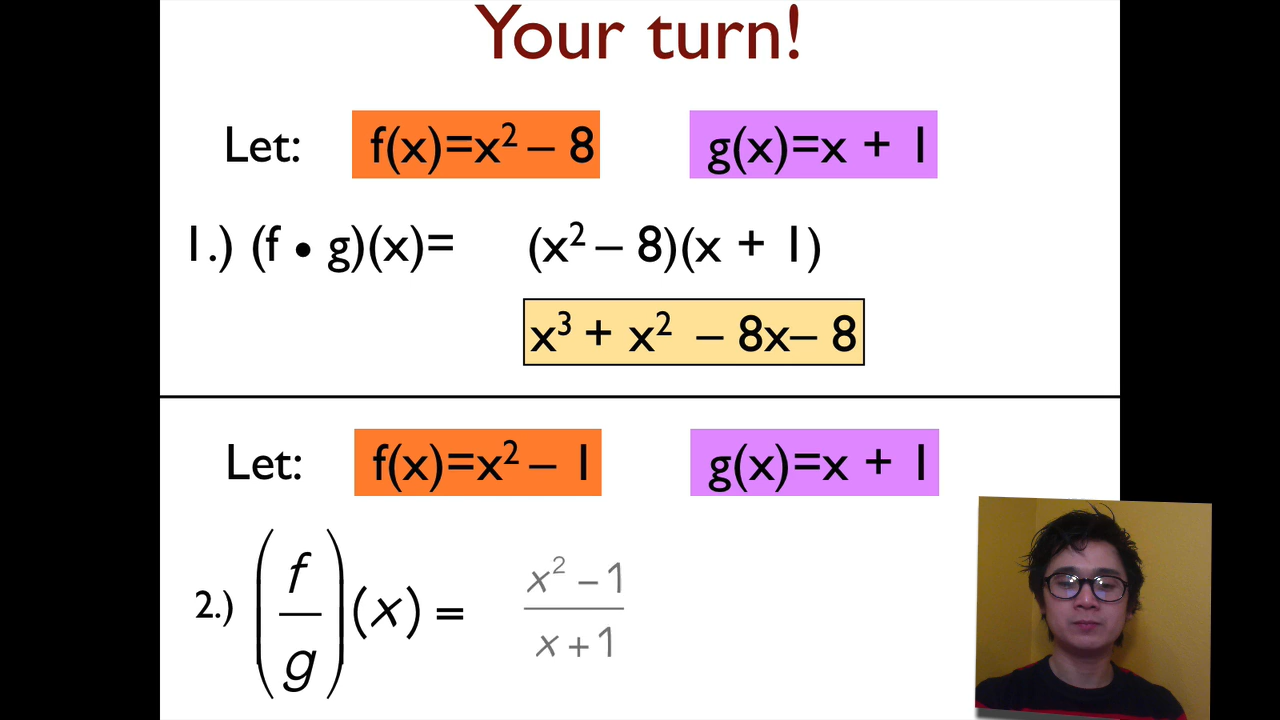 Your turn!
Let: f(x)=x² – 8 g(x)=x + 1
1.) (f • g)(x)= (x² – 8)(x + 1)
x³ + x² – 8x– 8
Let: f(x)=x² – 1 g(x)=x + 1
2.) (f/g)(x) = (x² – 1)/(x + 1)